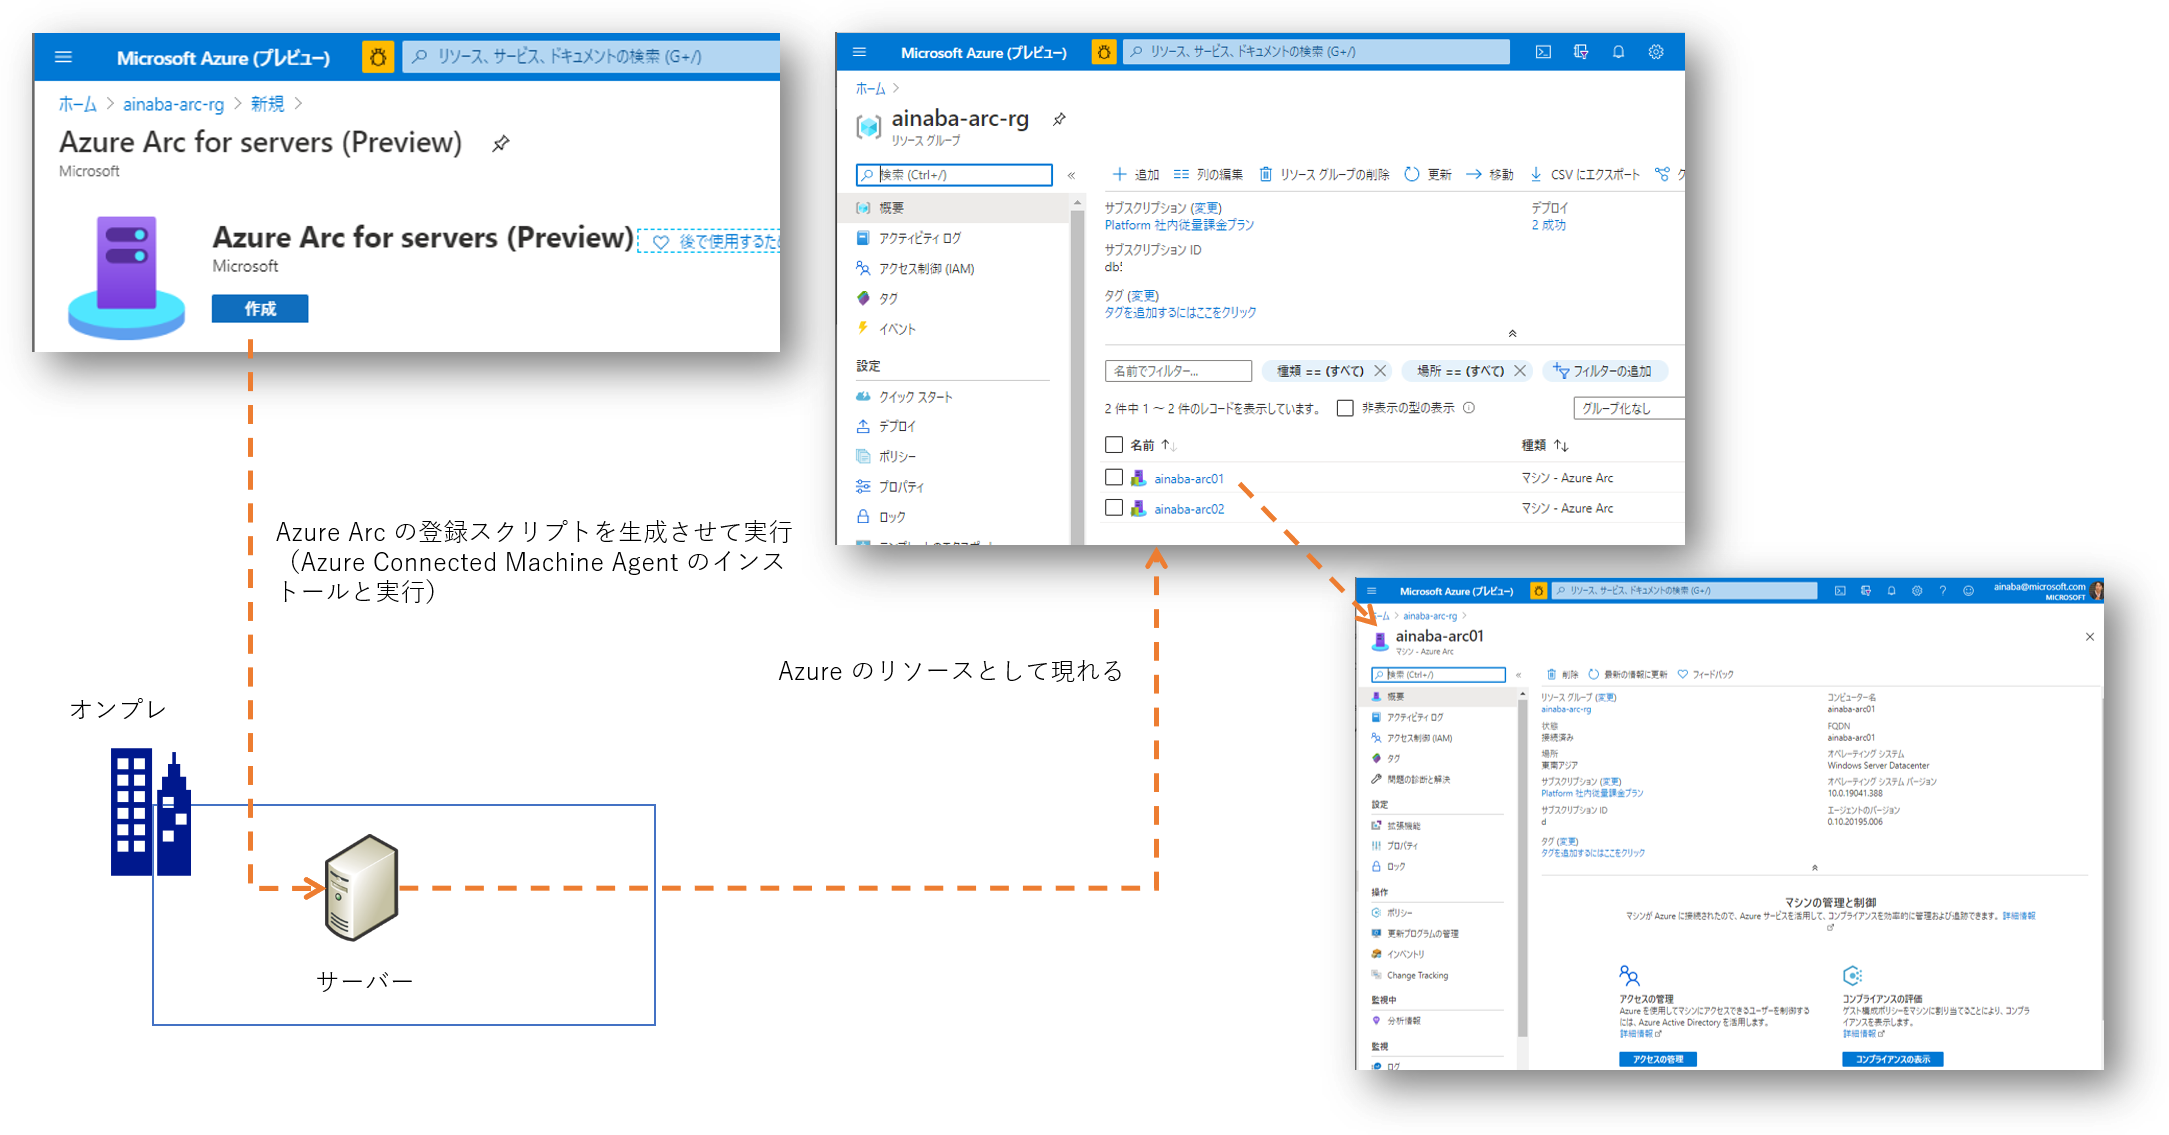 Microsoft Azure (プレビュー)
リソース、サービス、ドキュメントの検索 (G+/)
ホーム > ainaba-arc-rg > 新規 >
Azure Arc for servers (Preview)
Microsoft
Azure Arc for servers (Preview)
後で使用するため
Microsoft
作成
Microsoft Azure (プレビュー)
リソース、サービス、ドキュメントの検索 (G+/)
ホーム >
ainaba-arc-rg
リソース グループ
検索 (Ctrl+/)
«
概要
アクティビティ ログ
アクセス制御 (IAM)
タグ
イベント
設定
クイック スタート
デプロイ
ポリシー
プロパティ
ロック
追加 列の編集 リソース グループの削除 更新 移動 CSV にエクスポート
サブスクリプション (変更)
Platform 社内従量課金プラン
サブスクリプション ID
db!
タグ (変更)
タグを追加するにはここをクリック
デプロイ
2 成功
名前でフィルター...
種類 == (すべて)
場所 == (すべて)
フィルターの追加
2 件中 1 ~ 2 件のレコードを表示しています。
非表示の型の表示
グループ化なし
名前 ↑↓ 種類 ↑↓
ainaba-arc01 マシン - Azure Arc
ainaba-arc02 マシン - Azure Arc
Azure Arc の登録スクリプトを生成させて実行
（Azure Connected Machine Agent のインス
トールと実行）
Azure のリソースとして現れる
オンプレ
サーバー
Microsoft Azure (プレビュー)
リソース、サービス、ドキュメントの検索 (G+/)
ainaba@microsoft.com
MICROSOFT
ホーム > ainaba-arc-rg >
ainaba-arc01
マシン - Azure Arc
検索 (Ctrl+/)
«
概要
アクティビティ ログ
アクセス制御 (IAM)
タグ
問題の診断と解決
設定
拡張機能
プロパティ
ロック
操作
ポリシー
更新プログラムの管理
インベントリ
Change Tracking
監視中
分析情報
監視
ログ
削除 最新の情報に更新 フィードバック
リソース グループ (変更)
ainaba-arc-rg
状態
接続済み
場所
東南アジア
サブスクリプション (変更)
Platform 社内従量課金プラン
サブスクリプション ID
d
タグ (変更)
タグを追加するにはここをクリック
コンピューター名
ainaba-arc01
FQDN
ainaba-arc01
オペレーティング システム
Windows Server Datacenter
オペレーティング システム バージョン
10.0.19041.388
エージェントのバージョン
0.10.20195.006
マシンの管理と制御
マシンが Azure に接続されたので、Azure サービスを活用して、コンプライアンスを効率的に管理および追跡できます。 詳細情報
アクセスの管理
Azure を使用してマシンにアクセスできるユーザーを制御する
には、Azure Active Directory を活用します。
詳細情報
アクセスの管理
コンプライアンスの評価
ゲスト構成ポリシーをマシンに割り当てることにより、コンプラ
イアンスを表示します。
詳細情報
コンプライアンスの表示